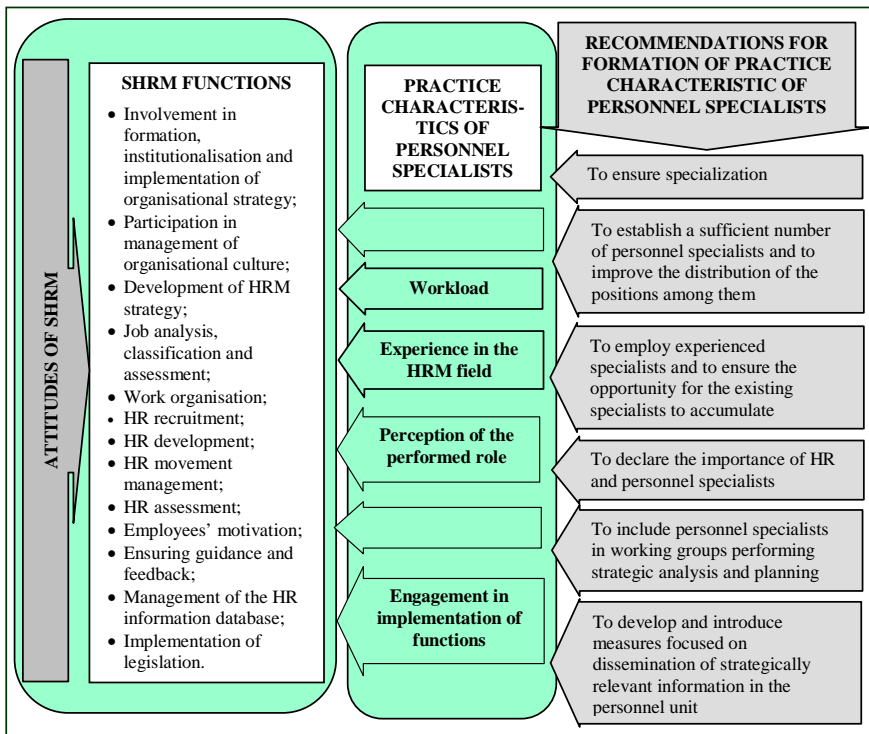 ATTITUDES OF SHRM
SHRM FUNCTIONS
• Involvement in
formation,
institutionalisation and
implementation of
organisational strategy;
• Participation in
management of
organisational culture;
• Development of HRM
strategy;
• Job analysis,
classification and
assessment;
• Work organisation;
• HR recruitment;
• HR development;
• HR movement
management;
• HR assessment;
• Employees’ motivation;
• Ensuring guidance and
feedback;
• Management of the HR
information database;
• Implementation of
legislation.
PRACTICE
CHARACTERIS-
TICS OF
PERSONNEL
SPECIALISTS
Workload
Experience in the
HRM field
Perception of the
performed role
Engagement in
implementation of
functions
RECOMMENDATIONS FOR
FORMATION OF PRACTICE
CHARACTERISTIC OF
PERSONNEL SPECIALISTS
To ensure specialization
To establish a sufficient number
of personnel specialists and to
improve the distribution of the
positions among them
To employ experienced
specialists and to ensure the
opportunity for the existing
specialists to accumulate
To declare the importance of HR
and personnel specialists
To include personnel specialists
in working groups performing
strategic analysis and planning
To develop and introduce
measures focused on
dissemination of strategically
relevant information in the
personnel unit